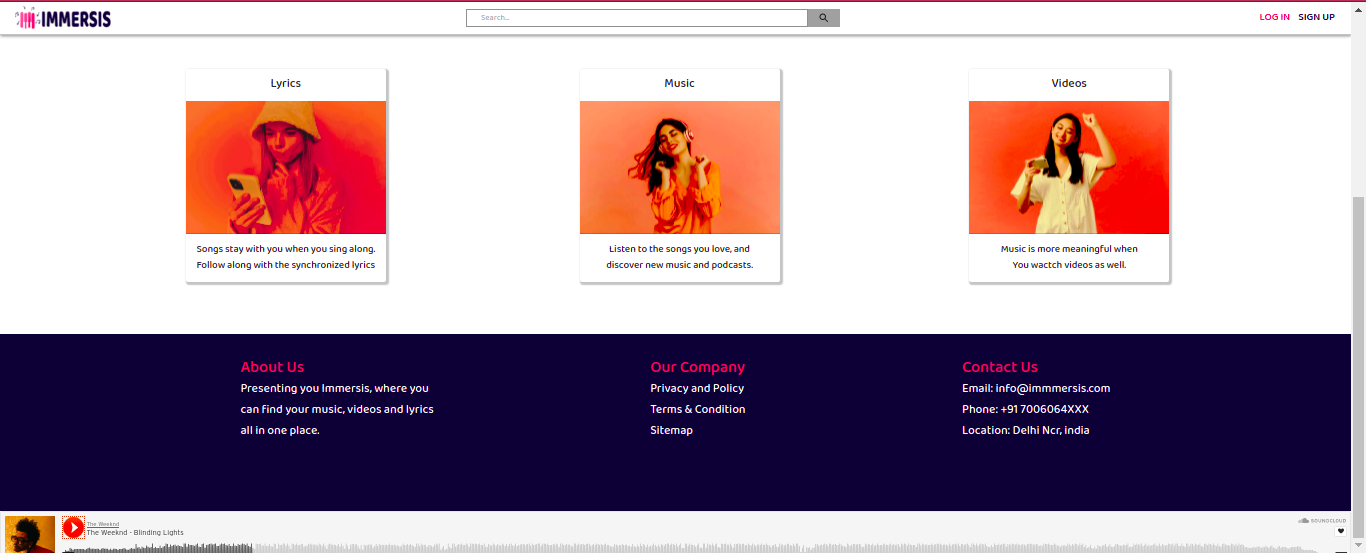 IMMERSIS
Search...
LOG IN SIGN UP
Lyrics
Songs stay with you when you sing along.
Follow along with the synchronized lyrics
Music
Listen to the songs you love, and
discover new music and podcasts.
Videos
Music is more meaningful when
You wactch videos as well.
About Us
Presenting you Immersis, where you
can find your music, videos and lyrics
all in one place.
Our Company
Privacy and Policy
Terms & Condition
Sitemap
Contact Us
Email: info@immmersis.com
Phone: +91 7006064XXX
Location: Delhi Ncr, india
The Weeknd
The Weeknd - Blinding Lights
SOUNDCLOUD